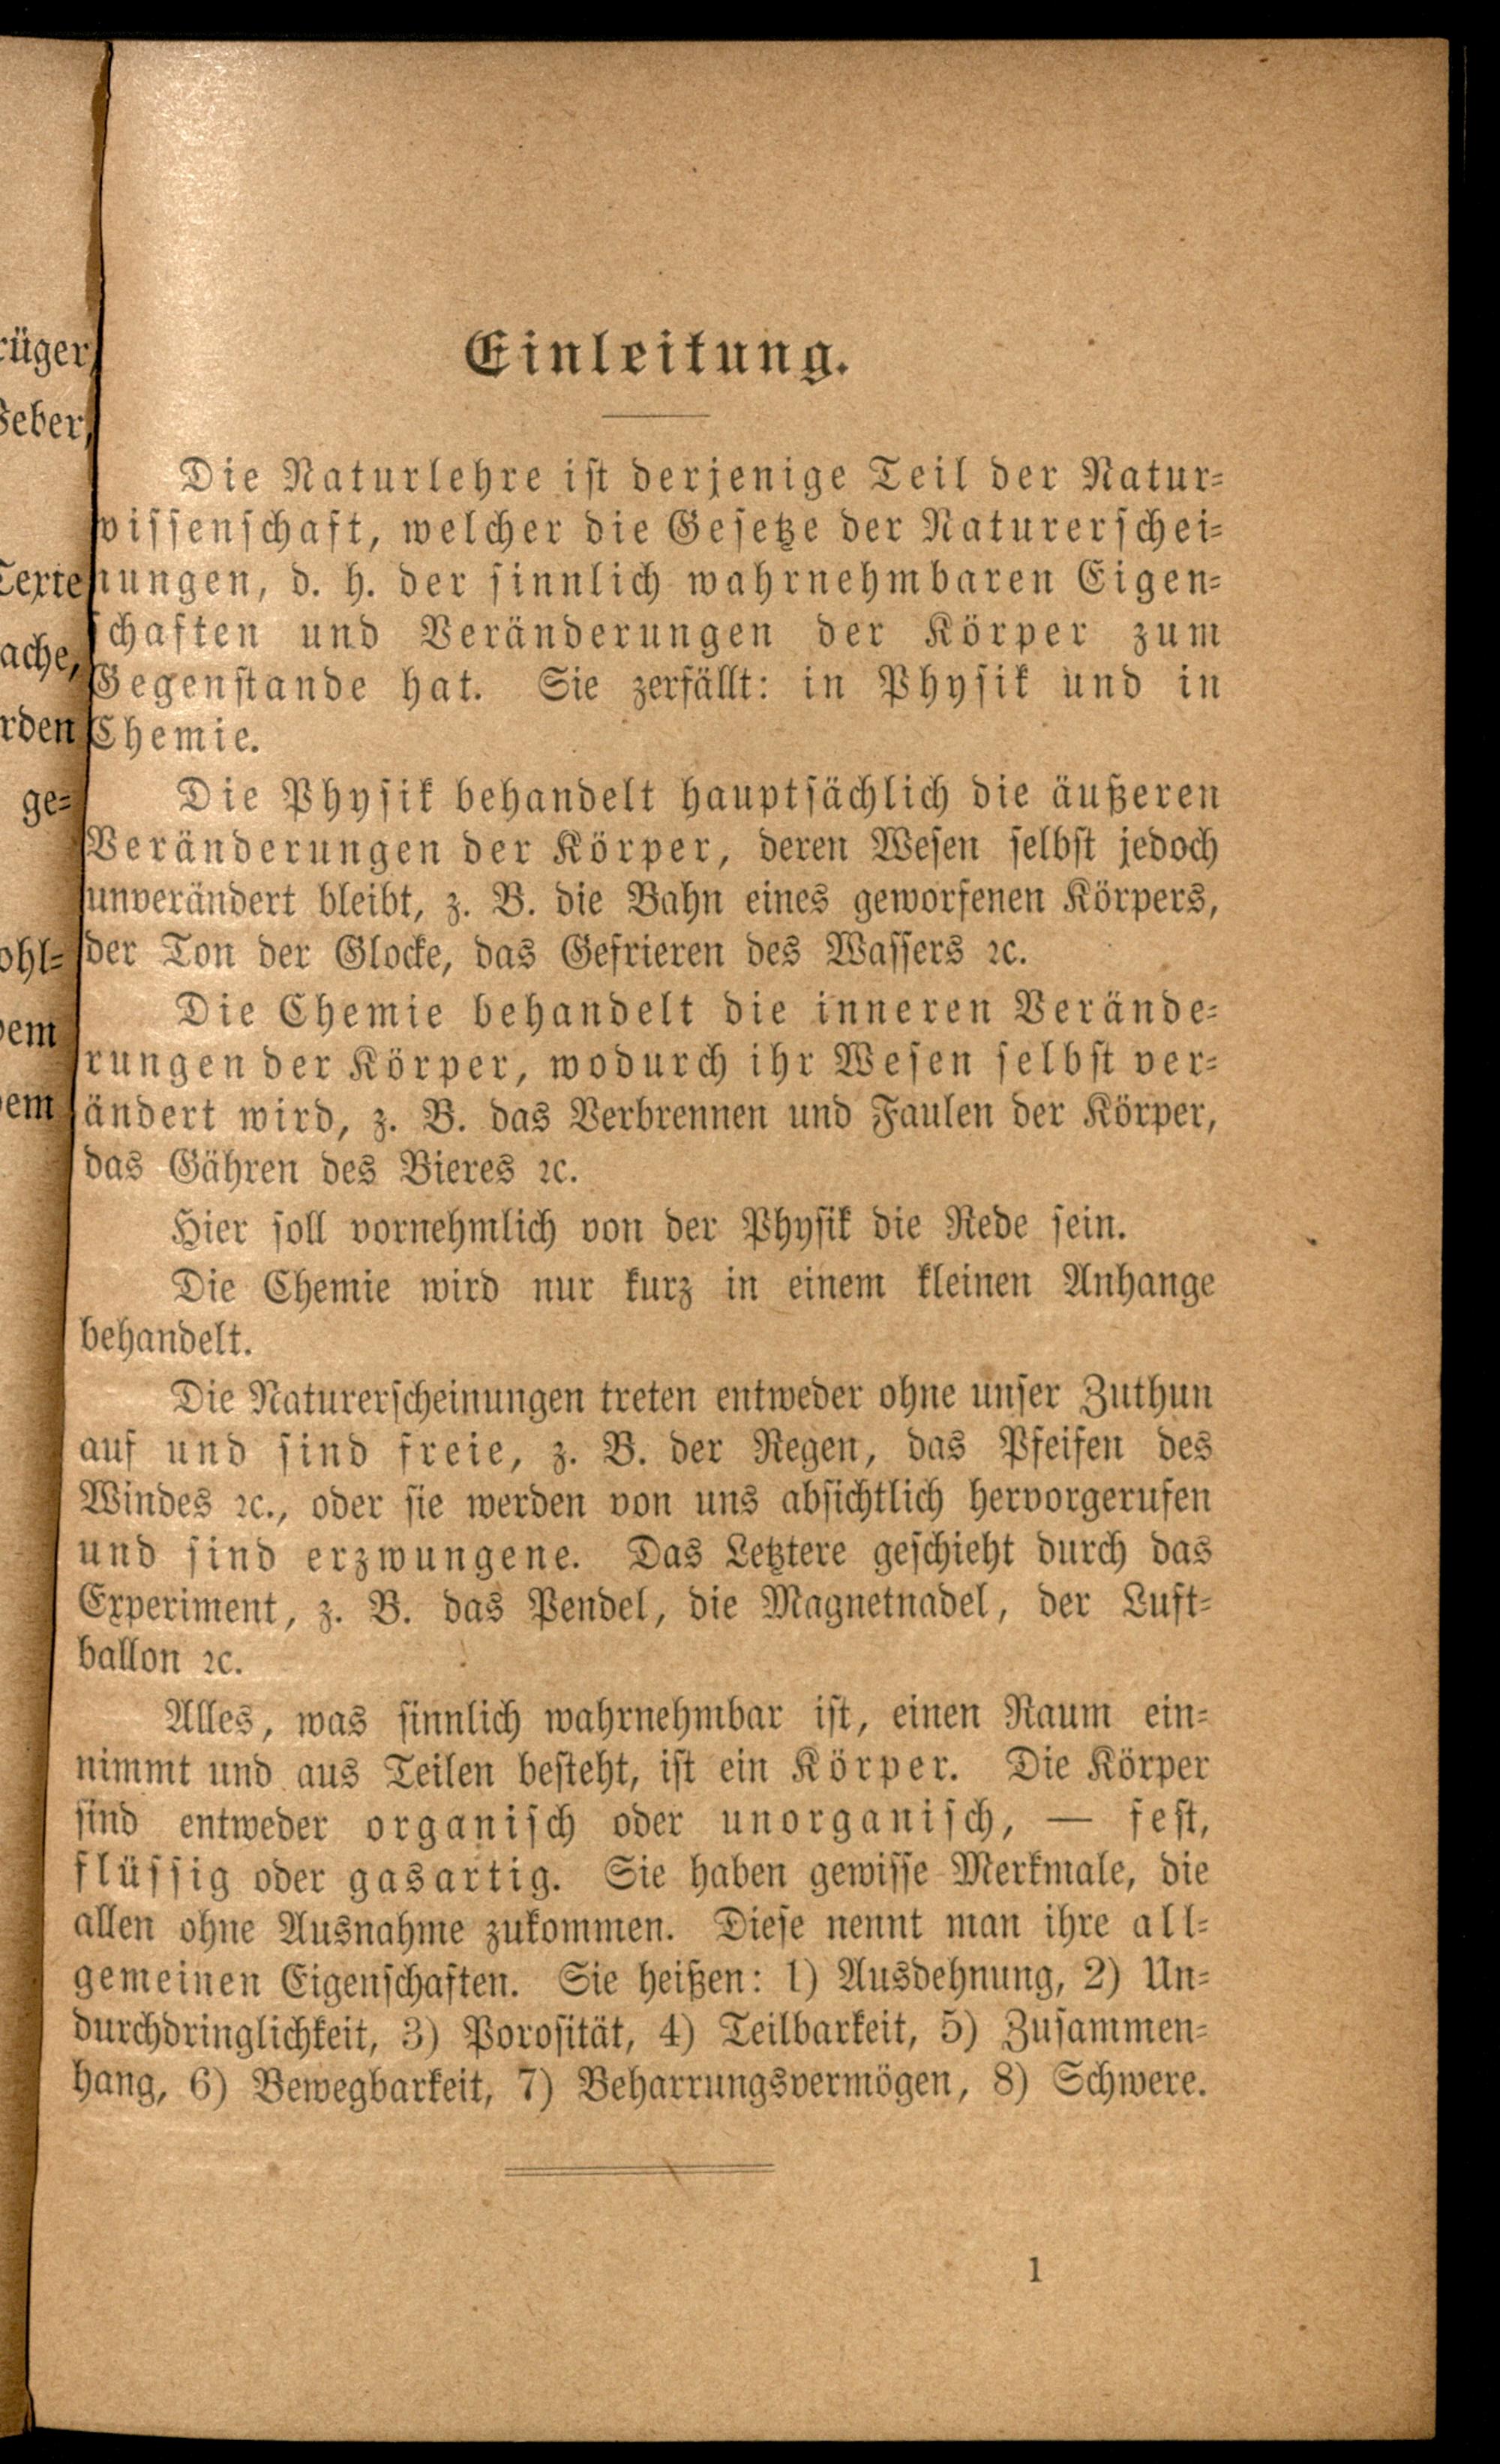 Einleitung.
Die Naturlehre ist derjenige Teil der Natur-
wissenschaft, welcher die Gesetze der Naturerschei-
nungen, d. h. der sinnlich wahrnehmbaren Eigen-
schaften und Veränderungen der Körper zum
Gegenstande hat. Sie zerfällt: in Physik und in
Chemie.
Die Physik behandelt hauptsächlich die äußeren
Veränderungen der Körper, deren Wesen selbst jedoch
unverändert bleibt, z. B. die Bahn eines geworfenen Körpers,
der Ton der Glocke, das Gefrieren des Wassers ꝛc.
Die Chemie behandelt die inneren Verände-
rungen der Körper, wodurch ihr Wesen selbst ver-
ändert wird, z. B. das Verbrennen und Faulen der Körper,
das Gähren des Bieres ꝛc.
Hier soll vornehmlich von der Physik die Rede sein.
Die Chemie wird nur kurz in einem kleinen Anhange
behandelt.
Die Naturerscheinungen treten entweder ohne unser Zuthun
auf und sind freie, z. B. der Regen, das Pfeifen des
Windes ꝛc., oder sie werden von uns absichtlich hervorgerufen
und sind erzwungene. Das Letztere geschieht durch das
Experiment, z. B. das Pendel, die Magnetnadel, der Luft-
ballon ꝛc.
Alles, was sinnlich wahrnehmbar ist, einen Raum ein-
nimmt und aus Teilen besteht, ist ein Körper. Die Körper
sind entweder organisch oder unorganisch, — fest,
flüssig oder gasartig. Sie haben gewisse Merkmale, die
allen ohne Ausnahme zukommen. Diese nennt man ihre all-
gemeinen Eigenschaften. Sie heißen: 1) Ausdehnung, 2) Un-
durchdringlichkeit, 3) Porosität, 4) Teilbarkeit, 5) Zusammen-
hang, 6) Bewegbarkeit, 7) Beharrungsvermögen, 8) Schwere.
1